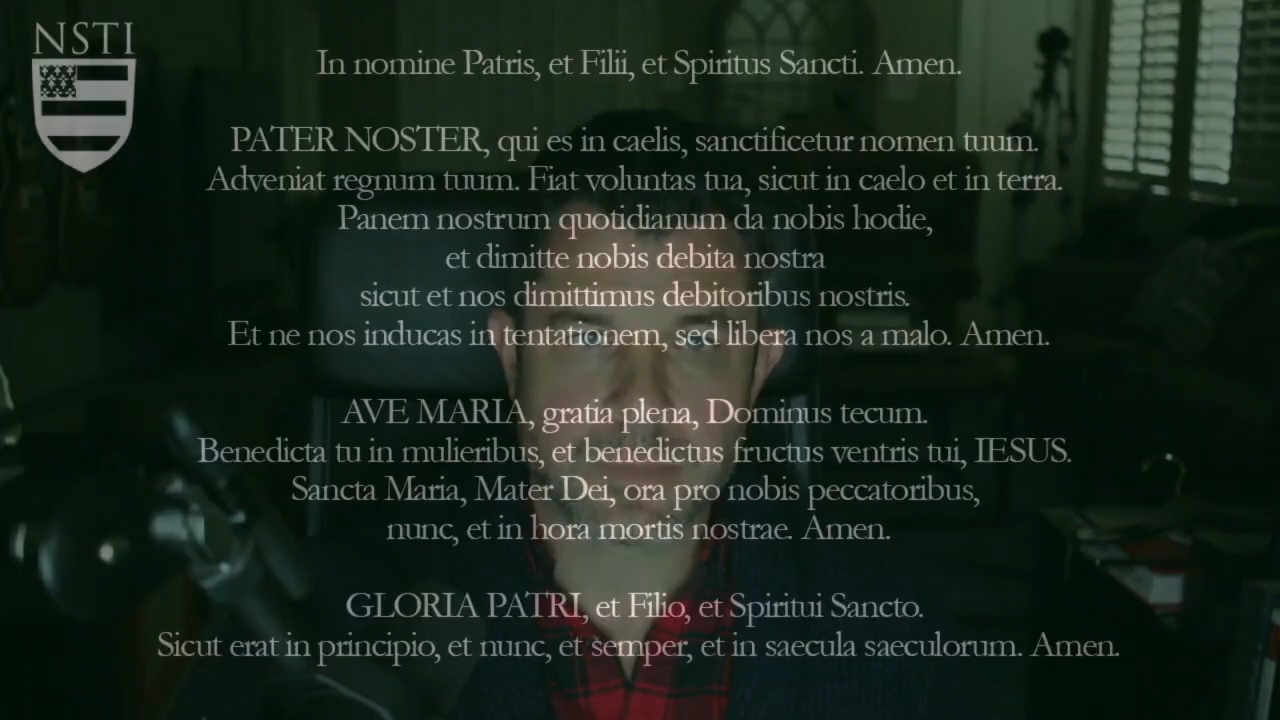 NSTI
In nomine Patris, et Filii, et Spiritus Sancti. Amen.
PATER NOSTER, qui es in caelis, sanctificetur nomen tuum.
Adveniat regnum tuum. Fiat voluntas tua, sicut in caelo et in terra.
Panem nostrum quotidianum da nobis hodie,
et dimitte nobis debita nostra
sicut et nos dimittimus debitoribus nostris.
Et ne nos inducas in tentationem, sed libera nos a malo. Amen.
AVE MARIA, gratia plena, Dominus tecum.
Benedicta tu in mulieribus, et benedictus fructus ventris tui, IESUS.
Sancta Maria, Mater Dei, ora pro nobis peccatoribus,
nunc, et in hora mortis nostrae. Amen.
GLORIA PATRI, et Filio, et Spiritui Sancto.
Sicut erat in principio, et nunc, et semper, et in saecula saeculorum. Amen.